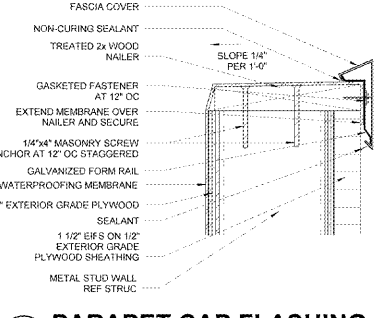 FASCIA COVER
NON-CURING SEALANT
TREATED 2x WOOD
NAILER
SLOPE 1/4"
PER 1'-0"
GASKETED FASTENER
AT 12" OC
EXTEND MEMBRANE OVER
NAILER AND SECURE
1/4"x4" MASONRY SCREW
NCHOR AT 12" OC STAGGERED
GALVANIZED FORM RAIL
WATERPROOFING MEMBRANE
" EXTERIOR GRADE PLYWOOD
SEALANT
1 1/2" EIFS ON 1/2"
EXTERIOR GRADE
PLYWOOD SHEATHING
METAL STUD WALL
REF STRUC
PARAPET CAP FLASHING